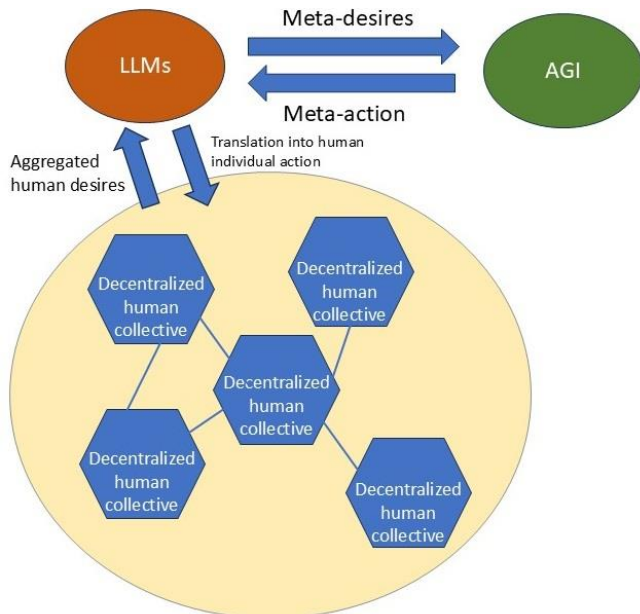 Meta-desires
LLMs
AGI
Meta-action
Aggregated
human desires
Translation into human
individual action
Decentralized
human
collective
Decentralized
human
collective
Decentralized
human
collective
Decentralized
human
collective
Decentralized
human
collective